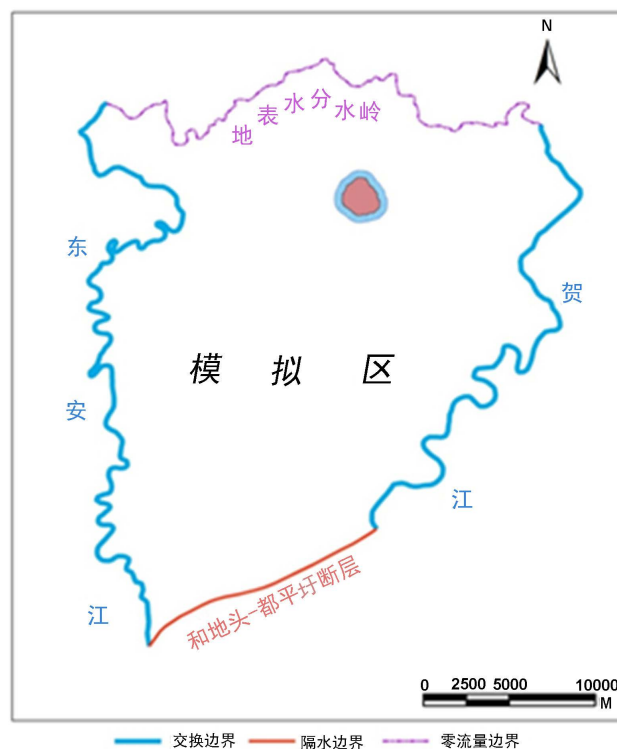 N
地表水分水岭
东安江
贺江
模拟区
和地头-都平圩断层
0 2500 5000 10000
M
交换边界 隔水边界 零流量边界